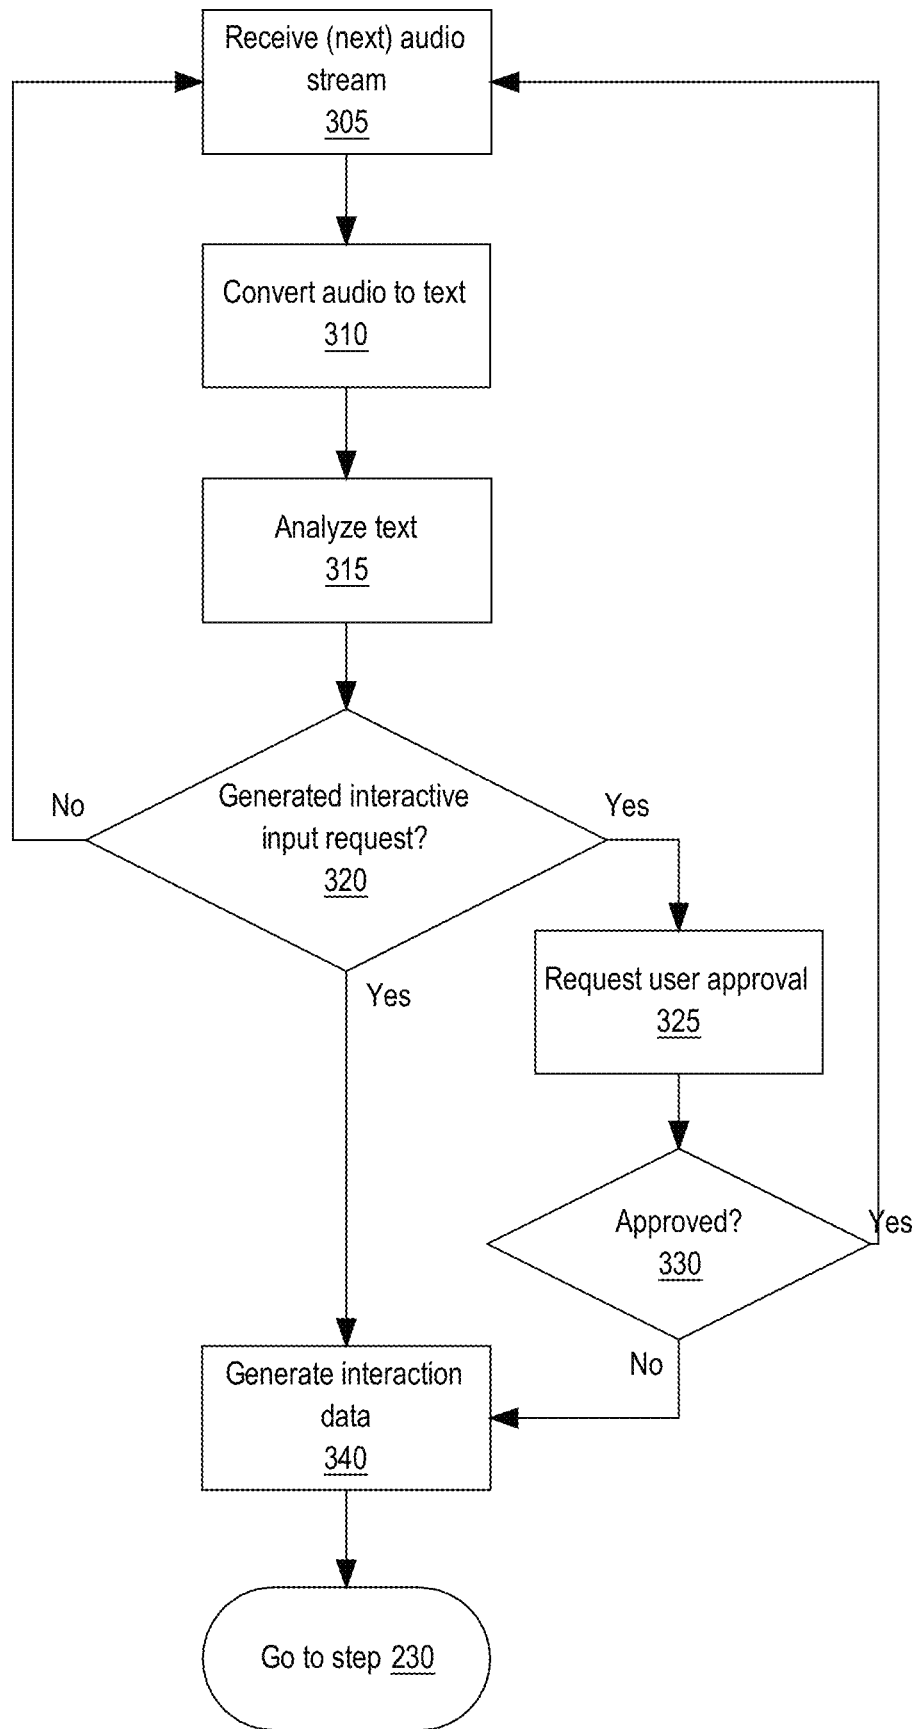 Receive (next) audio
stream
305
Convert audio to text
310
Analyze text
315
Generated interactive
input request?
320
No
Yes
Yes
Request user approval
325
Approved?
330
Yes
No
Generate interaction
data
340
Go to step 230